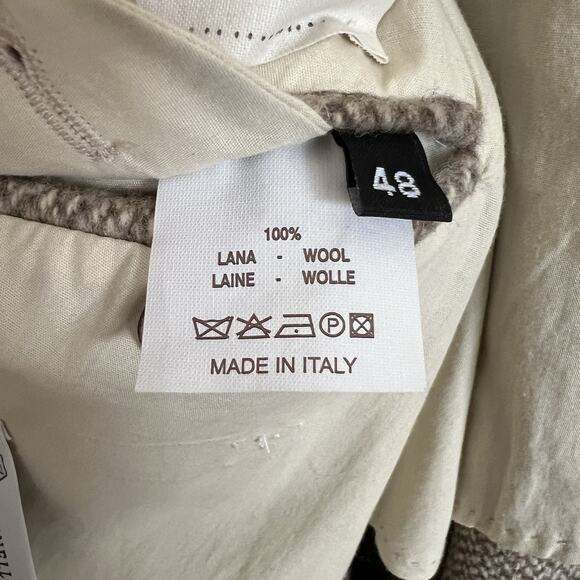 48
100%
LANA - WOOL
LAINE - WOLLE
MADE IN ITALY